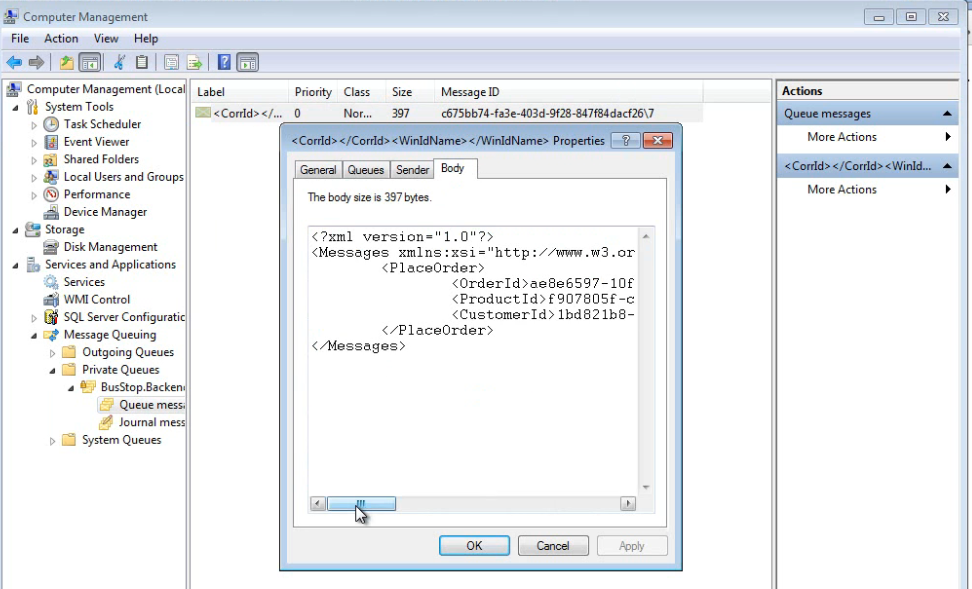 Computer Management
File Action View Help
Computer Management (Local
System Tools
Task Scheduler
Event Viewer
Shared Folders
Local Users and Groups
Performance
Device Manager
Storage
Disk Management
Services and Applications
Services
WMI Control
SQL Server Configuratic
Message Queuing
Outgoing Queues
Private Queues
BusStop.Backen
Queue messa
Journal mess
System Queues
Label Priority Class Size Message ID
<CorrId></... 0 Nor... 397 c675bb74-fa3e-403d-9f28-847f84dacf26\7
<CorrId></CorrId><WinIdName></WinIdName> Properties
General Queues Sender Body
The body size is 397 bytes.
<?xml version="1.0"?>
<Messages xmlns:xsi="http://www.w3.or
<PlaceOrder>
<OrderId>ae8e6597-10f
<ProductId>f907805f-c
<CustomerId>1bd821b8-
</PlaceOrder>
</Messages>
OK Cancel Apply
Actions
Queue messages
More Actions
<CorrId></CorrId><WinId...
More Actions